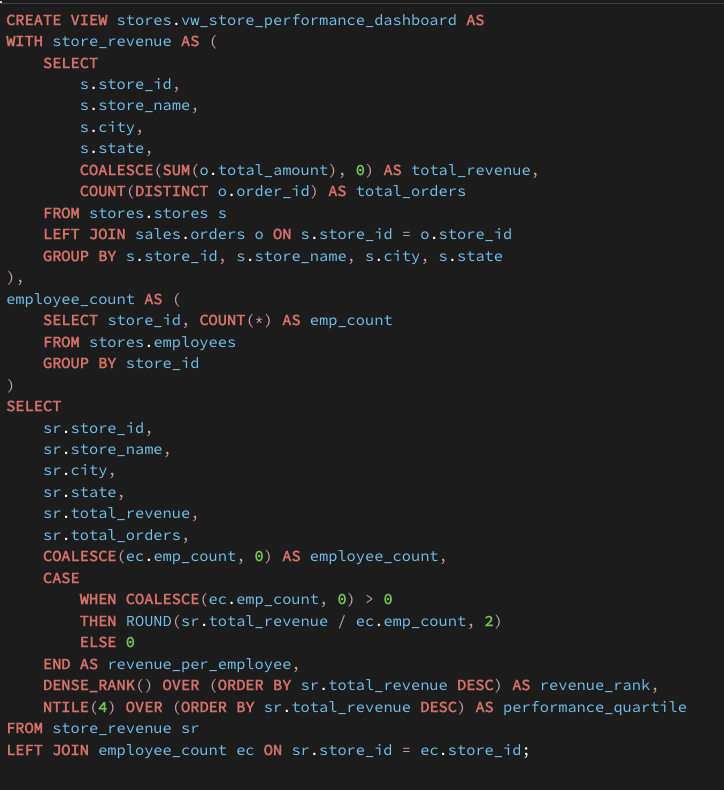 CREATE VIEW stores.vw_store_performance_dashboard AS
WITH store_revenue AS (
    SELECT
        s.store_id,
        s.store_name,
        s.city,
        s.state,
        COALESCE(SUM(o.total_amount), 0) AS total_revenue,
        COUNT(DISTINCT o.order_id) AS total_orders
    FROM stores.stores s
    LEFT JOIN sales.orders o ON s.store_id = o.store_id
    GROUP BY s.store_id, s.store_name, s.city, s.state
),
employee_count AS (
    SELECT store_id, COUNT(*) AS emp_count
    FROM stores.employees
    GROUP BY store_id
)
SELECT
    sr.store_id,
    sr.store_name,
    sr.city,
    sr.state,
    sr.total_revenue,
    sr.total_orders,
    COALESCE(ec.emp_count, 0) AS employee_count,
    CASE
        WHEN COALESCE(ec.emp_count, 0) > 0
        THEN ROUND(sr.total_revenue / ec.emp_count, 2)
        ELSE 0
    END AS revenue_per_employee,
    DENSE_RANK() OVER (ORDER BY sr.total_revenue DESC) AS revenue_rank,
    NTILE(4) OVER (ORDER BY sr.total_revenue DESC) AS performance_quartile
FROM store_revenue sr
LEFT JOIN employee_count ec ON sr.store_id = ec.store_id;